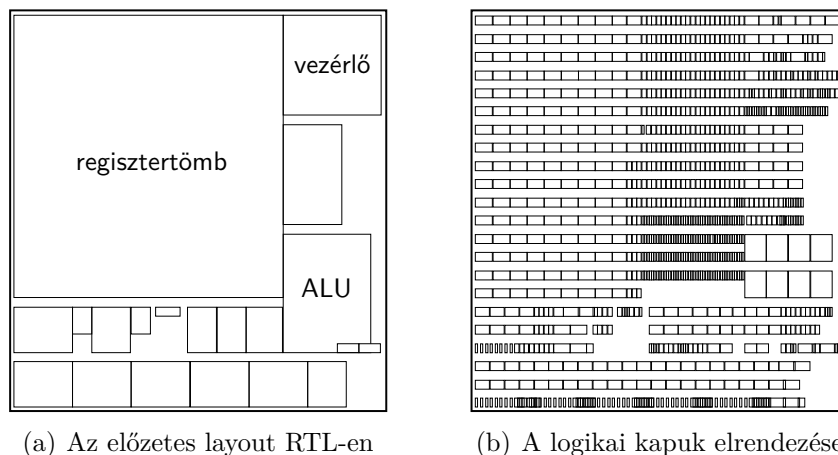 vezérlő
regisztertömb
ALU
(a) Az előzetes layout RTL-en
(b) A logikai kapuk elrendezése